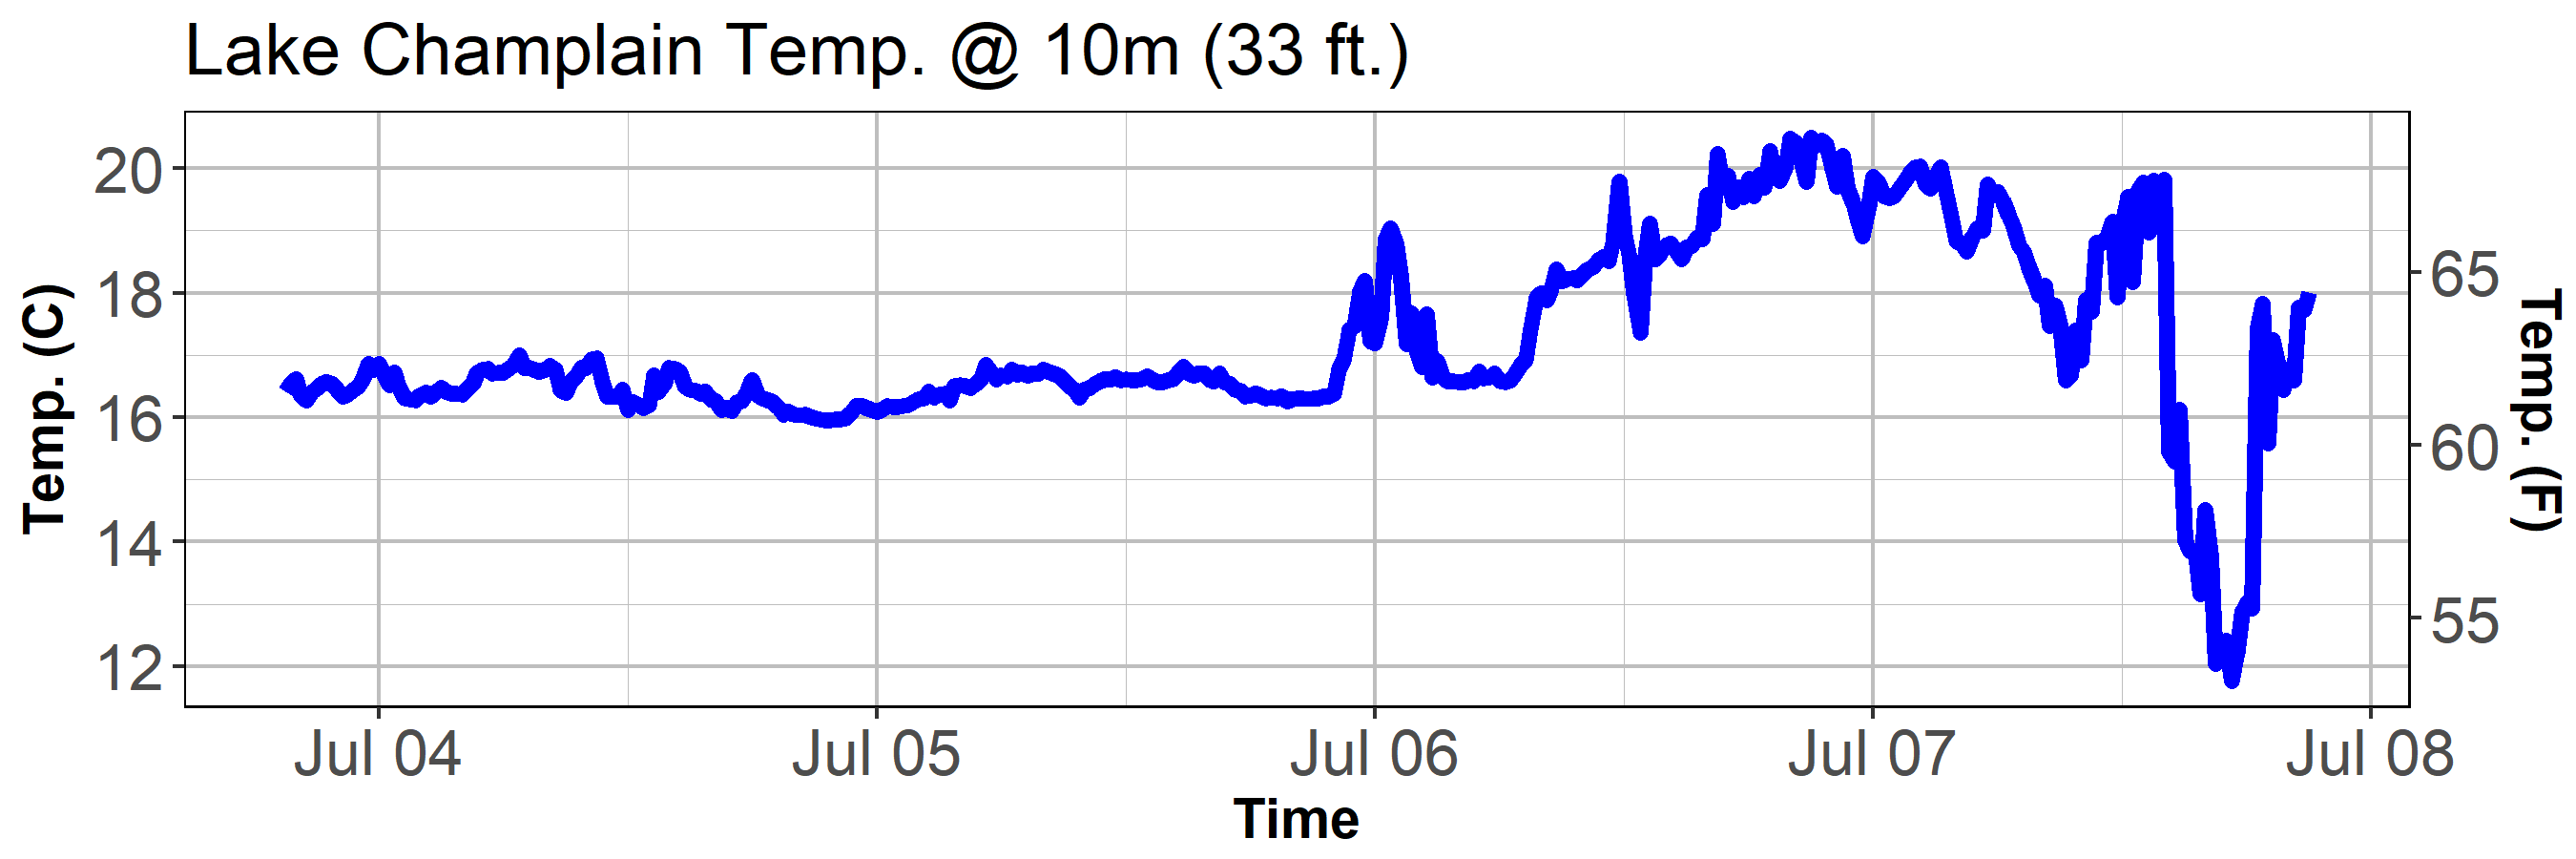 Lake Champlain Temp. @ 10m (33 ft.)
Temp. (C)
20
18
16
14
12
65
60
55
Temp. (F)
Jul 04 Jul 05 Jul 06 Jul 07 Jul 08
Time